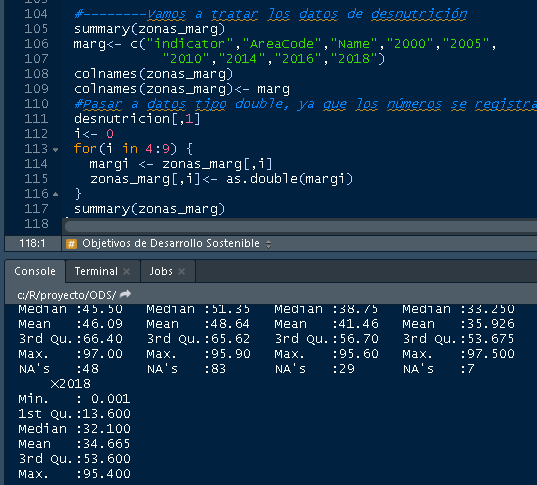 104 #--------Vamos a tratar los datos de desnutrición
105 summary(zonas_marg)
106 marg<- c("indicator","AreaCode","Name","2000","2005",
107 "2010","2014","2016","2018")
108 colnames(zonas_marg)
109 colnames(zonas_marg)<- marg
110 #Pasar a datos tipo double, ya que los números se registra
111 desnutricion[,1]
112 i<- 0
113 for(i in 4:9) {
114 margi <- zonas_marg[,i]
115 zonas_marg[,i]<- as.double(margi)
116 }
117 summary(zonas_marg)
118
118:1 # Objetivos de Desarrollo Sostenible
Console Terminal Jobs
c:/R/proyecto/ODS/
Median :45.50 Median :51.35 Median :38.75 Median :33.250
Mean :46.09 Mean :48.64 Mean :41.46 Mean :35.926
3rd Qu.:66.40 3rd Qu.:65.62 3rd Qu.:56.70 3rd Qu.:53.675
Max. :97.00 Max. :95.90 Max. :95.60 Max. :97.500
NA's :48 NA's :83 NA's :29 NA's :7
X2018
Min. : 0.001
1st Qu.:13.600
Median :32.100
Mean :34.665
3rd Qu.:53.600
Max. :95.400